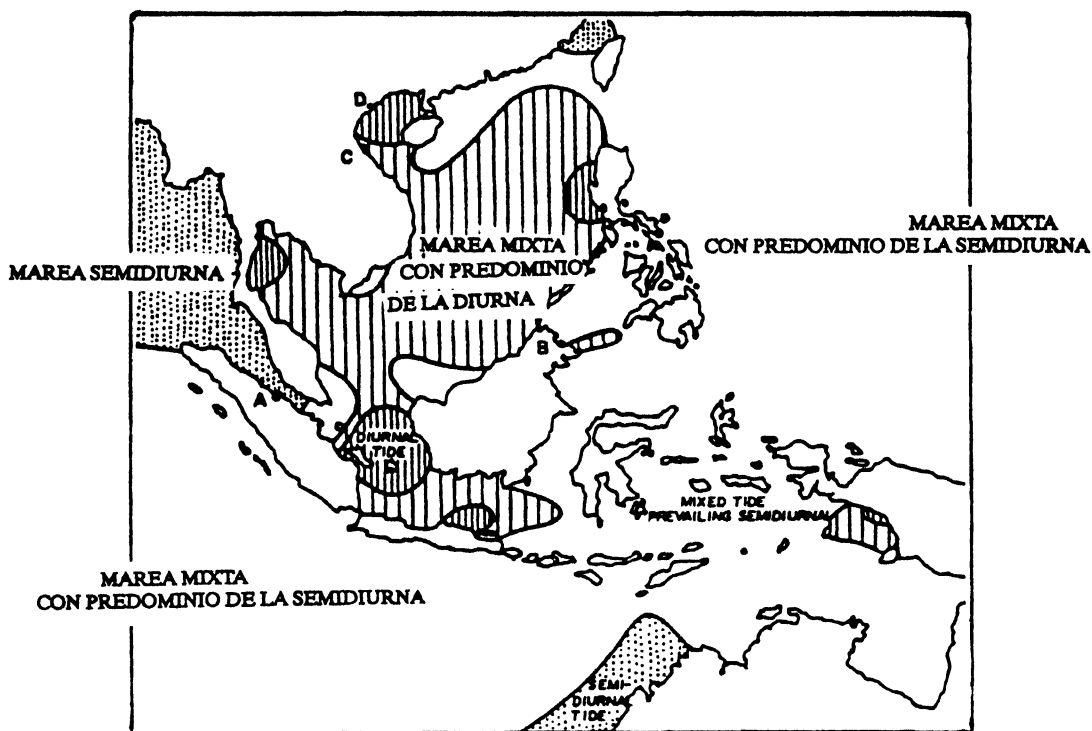 D
C
MAREA MIXTA
CON PREDOMINIO DE LA SEMIDIURNA
MAREA SEMIDIURNA
MAREA MIXTA
CON PREDOMINIO
DE LA DIURNA
B
A
DIURNAL
TIDE
MIXED TIDE
PREVAILING SEMIDIURNAL
MAREA MIXTA
CON PREDOMINIO DE LA SEMIDIURNA
SEMI-
DIURNAL
TIDE